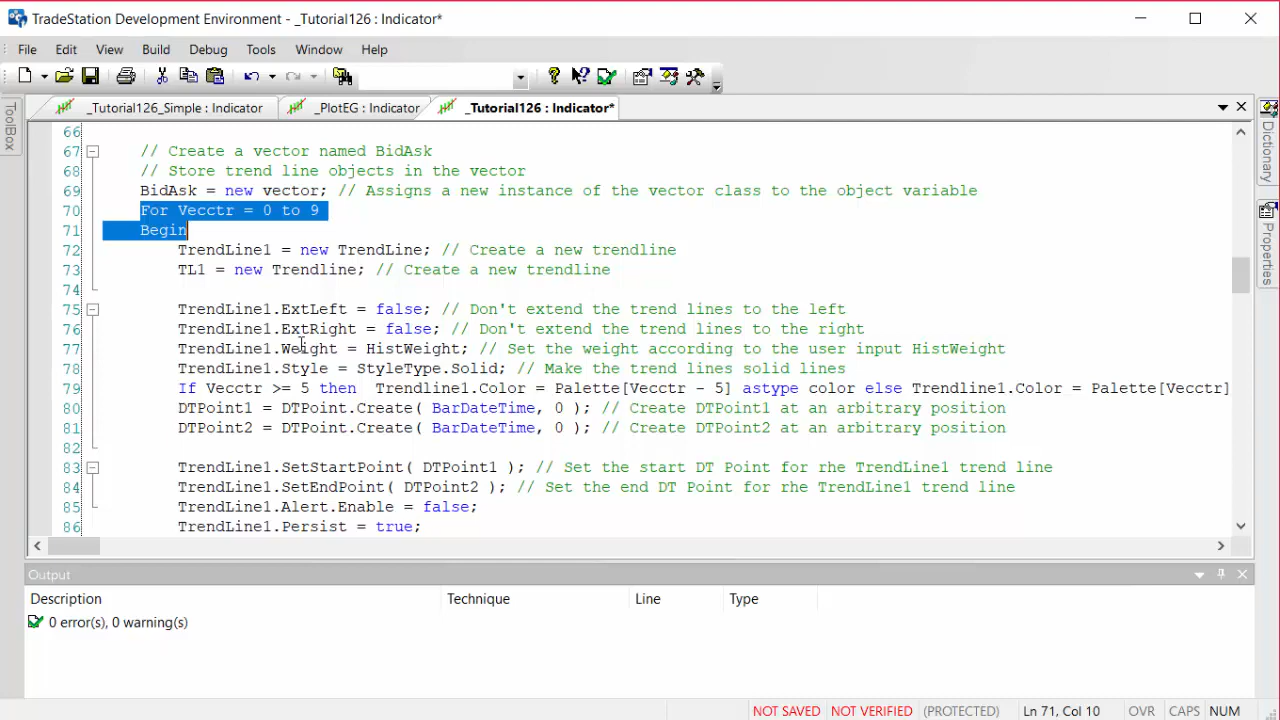 TradeStation Development Environment - _Tutorial126 : Indicator*
File Edit View Build Debug Tools Window Help
_Tutorial126_Simple : Indicator _PlotEG : Indicator _Tutorial126 : Indicator*
ToolBox
Dictionary
Properties
66
67 // Create a vector named BidAsk
68 // Store trend line objects in the vector
69 BidAsk = new vector; // Assigns a new instance of the vector class to the object variable
70 For Vecctr = 0 to 9
71 Begin
72 TrendLine1 = new TrendLine; // Create a new trendline
73 TL1 = new Trendline; // Create a new trendline
74
75 TrendLine1.ExtLeft = false; // Don't extend the trend lines to the left
76 TrendLine1.ExtRight = false; // Don't extend the trend lines to the right
77 TrendLine1.Weight = HistWeight; // Set the weight according to the user input HistWeight
78 TrendLine1.Style = StyleType.Solid; // Make the trend lines solid lines
79 If Vecctr >= 5 then Trendline1.Color = Palette[Vecctr - 5] astype color else Trendline1.Color = Palette[Vecctr]
80 DTPoint1 = DTPoint.Create( BarDateTime, 0 ); // Create DTPoint1 at an arbitrary position
81 DTPoint2 = DTPoint.Create( BarDateTime, 0 ); // Create DTPoint2 at an arbitrary position
82
83 TrendLine1.SetStartPoint( DTPoint1 ); // Set the start DT Point for rhe TrendLine1 trend line
84 TrendLine1.SetEndPoint( DTPoint2 ); // Set the end DT Point for rhe TrendLine1 trend line
85 TrendLine1.Alert.Enable = false;
86 TrendLine1.Persist = true;
Output
Description Technique Line Type
0 error(s), 0 warning(s)
NOT SAVED NOT VERIFIED (PROTECTED) Ln 71, Col 10 OVR CAPS NUM